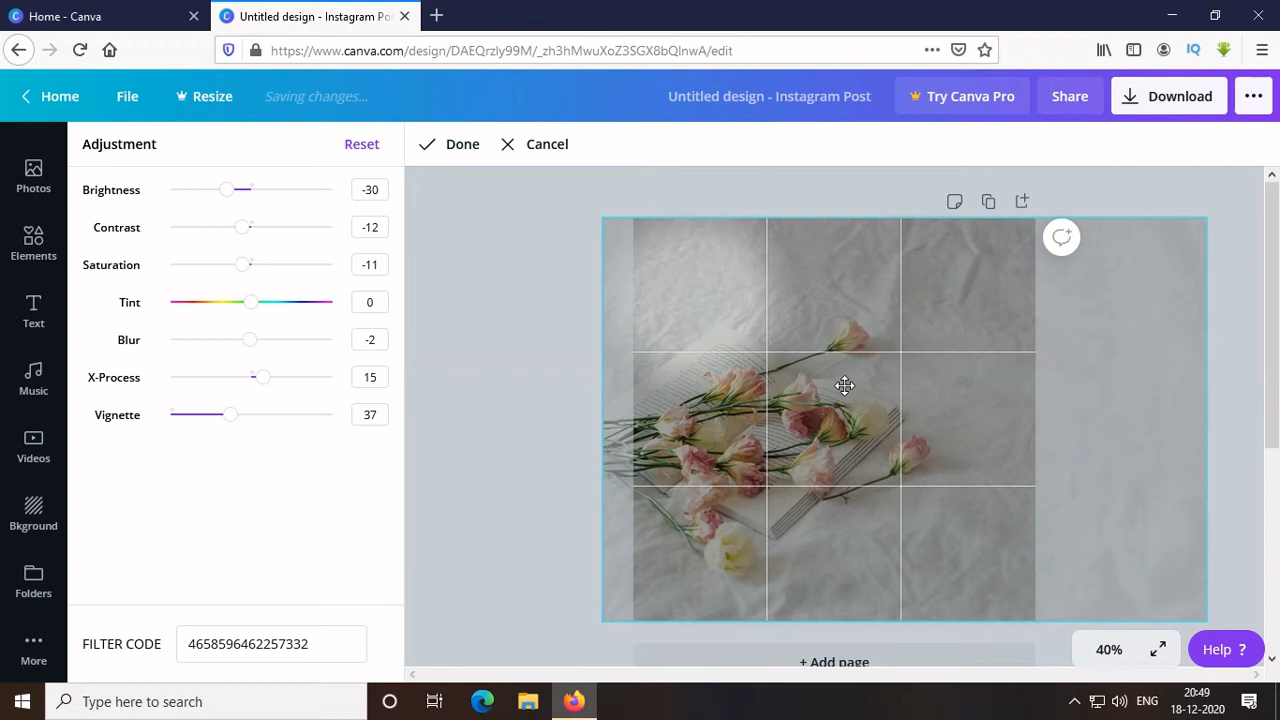 Home - Canva
Untitled design - Instagram Pos
https://www.canva.com/design/DAEQrzly99M/_zh3hMwuXoZ3SGX8bQInwA/edit
IQ
Home
File
Resize
Saving changes...
Untitled design - Instagram Post
Try Canva Pro
Share
Download
Adjustment
Reset
Done
Cancel
Photos
Elements
Text
Music
Videos
Bkground
Folders
More
Brightness
-30
Contrast
-12
Saturation
-11
Tint
0
Blur
-2
X-Process
15
Vignette
37
FILTER CODE
4658596462257332
+ Add page
40%
Help ?
Type here to search
ENG
20:49
18-12-2020